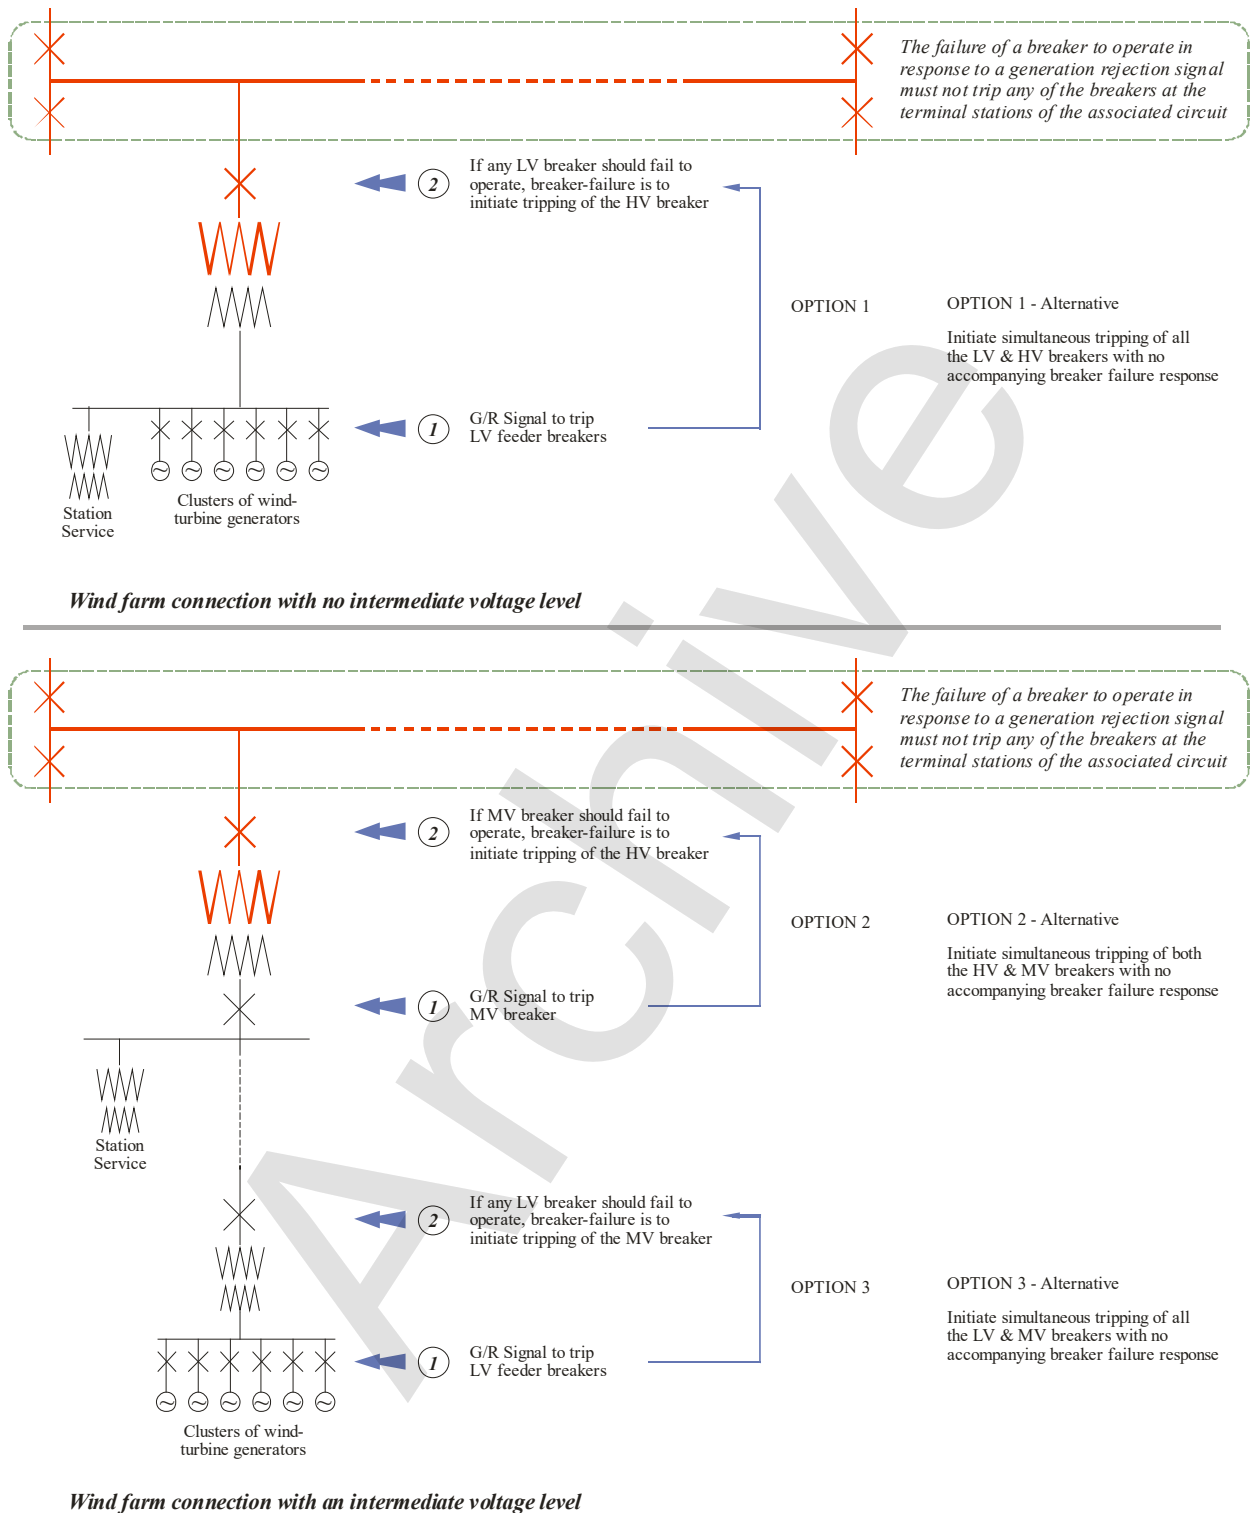 The failure of a breaker to operate in
response to a generation rejection signal
must not trip any of the breakers at the
terminal stations of the associated circuit
2
If any LV breaker should fail to
operate, breaker-failure is to
initiate tripping of the HV breaker
OPTION 1
OPTION 1 - Alternative
Initiate simultaneous tripping of all
the LV & HV breakers with no
accompanying breaker failure response
1
G/R Signal to trip
LV feeder breakers
Station
Service
Clusters of wind-
turbine generators
Wind farm connection with no intermediate voltage level
The failure of a breaker to operate in
response to a generation rejection signal
must not trip any of the breakers at the
terminal stations of the associated circuit
2
If MV breaker should fail to
operate, breaker-failure is to
initiate tripping of the HV breaker
OPTION 2
OPTION 2 - Alternative
Initiate simultaneous tripping of both
the HV & MV breakers with no
accompanying breaker failure response
1
G/R Signal to trip
MV breaker
Station
Service
2
If any LV breaker should fail to
operate, breaker-failure is to
initiate tripping of the MV breaker
OPTION 3
OPTION 3 - Alternative
Initiate simultaneous tripping of all
the LV & MV breakers with no
accompanying breaker failure response
1
G/R Signal to trip
LV feeder breakers
Clusters of wind-
turbine generators
Wind farm connection with an intermediate voltage level
Archive